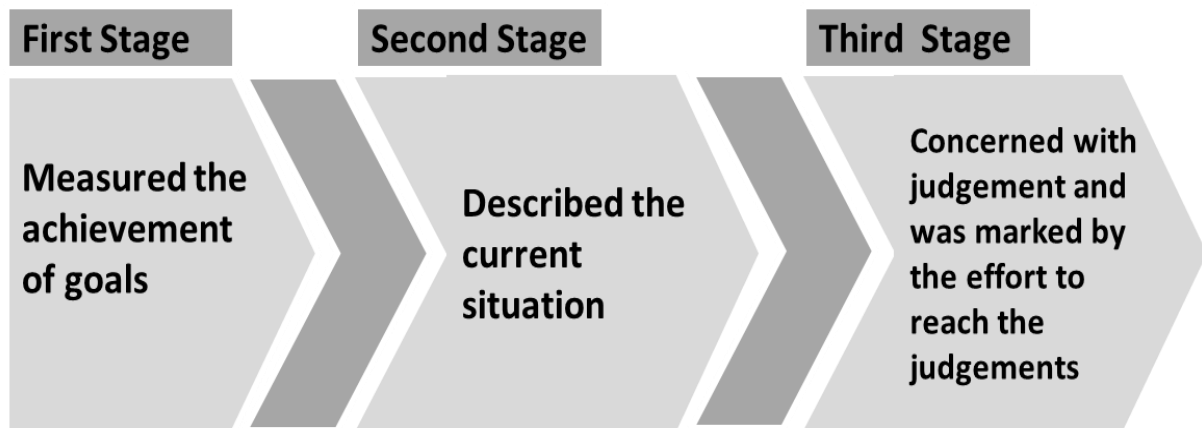 First Stage
Measured the
achievement
of goals
Second Stage
Described the
current
situation
Third Stage
Concerned with
judgement and
was marked by
the effort to
reach the
judgements